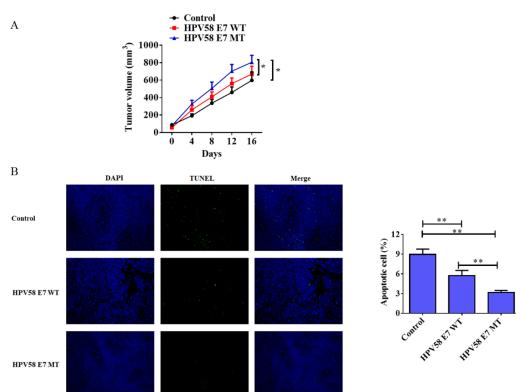 A
Control
HPV58 E7 WT
HPV58 E7 MT
Tumor volume (mm³)
1000
800
600
400
200
0
0 4 8 12 16
Days
*
*
B
DAPI TUNEL Merge
Control
HPV58 E7 WT
HPV58 E7 MT
Apoptotic cell (%)
12
9
6
3
0
**
**
**
Control
HPV58 E7 WT
HPV58 E7 MT